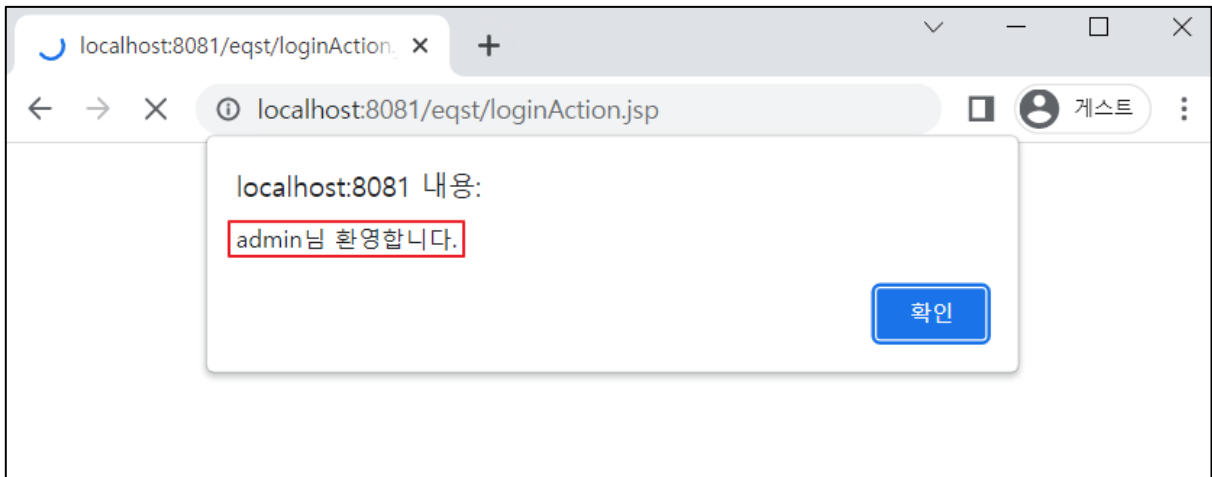 localhost:8081/eqst/loginAction.
localhost:8081/eqst/loginAction.jsp
게스트
localhost:8081 내용:
admin님 환영합니다.
확인